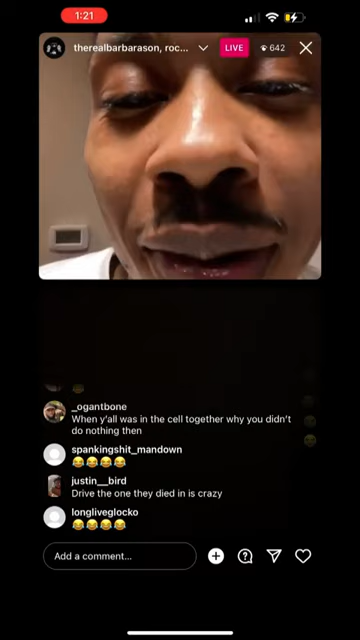 1:21
therealbarbarason, roc...
LIVE
642
_ogantbone
When y'all was in the cell together why you didn't
do nothing then
spankingshit_mandown
😂😂😂😂
justin__bird
Drive the one they died in is crazy
longliveglocko
😂😂😂😂
Add a comment...